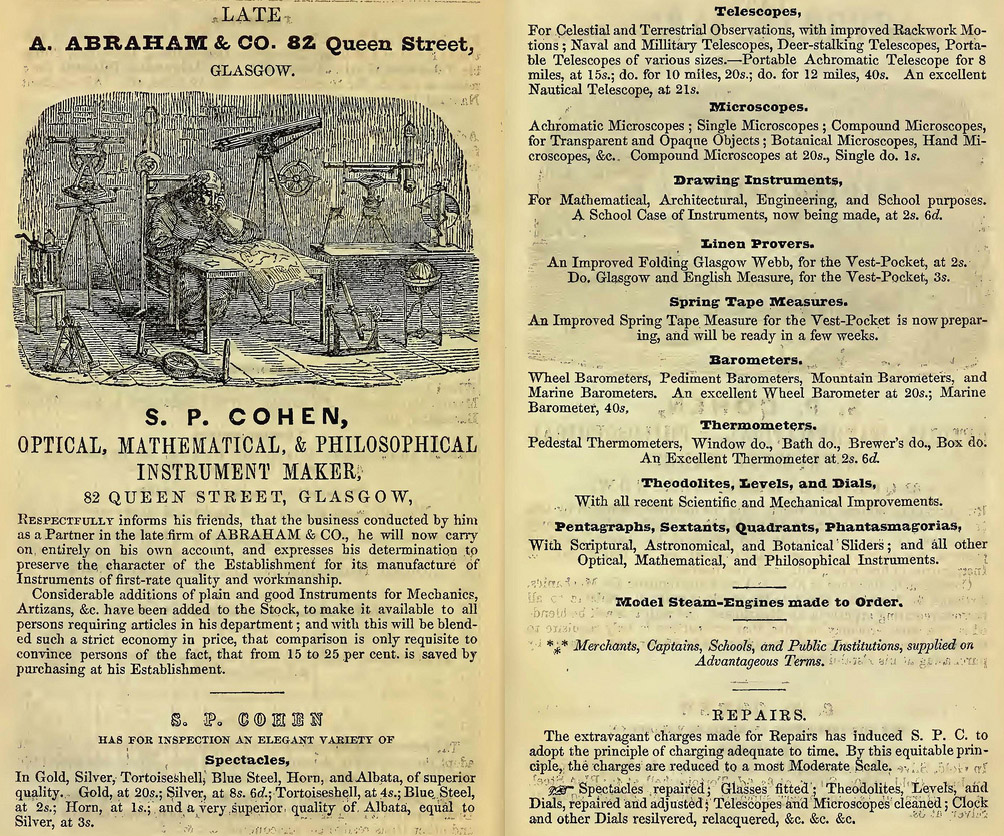 LATE
A. ABRAHAM & CO. 82 Queen Street,
GLASGOW.
S. P. COHEN,
OPTICAL, MATHEMATICAL, & PHILOSOPHICAL
INSTRUMENT MAKER,
82 QUEEN STREET, GLASGOW,
RESPECTFULLY informs his friends, that the business conducted by him
as a Partner in the late firm of ABRAHAM & CO., he will now carry
on entirely on his own account, and expresses his determination to
preserve the character of the Establishment for its manufacture of
Instruments of first-rate quality and workmanship.
Considerable additions of plain and good Instruments for Mechanics,
Artizans, &c. have been added to the Stock, to make it available to all
persons requiring articles in his department; and with this will be blend-
ed such a strict economy in price, that comparison is only requisite to
convince persons of the fact, that from 15 to 25 per cent. is saved by
purchasing at his Establishment.
S. P. COHEN
HAS FOR INSPECTION AN ELEGANT VARIETY OF
Spectacles,
In Gold, Silver, Tortoiseshell, Blue Steel, Horn, and Albata, of superior
quality. Gold, at 20s.; Silver, at 8s. 6d.; Tortoiseshell, at 4s.; Blue Steel,
at 2s.; Horn, at 1s.; and a very superior quality of Albata, equal to
Silver, at 3s.
Telescopes,
For Celestial and Terrestrial Observations, with improved Rackwork Mo-
tions; Naval and Millitary Telescopes, Deer-stalking Telescopes, Porta-
ble Telescopes of various sizes.—Portable Achromatic Telescope for 8
miles, at 15s.; do. for 10 miles, 20s.; do. for 12 miles, 40s. An excellent
Nautical Telescope, at 21s.
Microscopes.
Achromatic Microscopes; Single Microscopes; Compound Microscopes,
for Transparent and Opaque Objects; Botanical Microscopes, Hand Mi-
croscopes, &c. Compound Microscopes at 20s., Single do. 1s.
Drawing Instruments,
For Mathematical, Architectural, Engineering, and School purposes.
A School Case of Instruments, now being made, at 2s. 6d.
Linen Provers.
An Improved Folding Glasgow Webb, for the Vest-Pocket, at 2s.
Do. Glasgow and English Measure, for the Vest-Pocket, 3s.
Spring Tape Measures.
An Improved Spring Tape Measure for the Vest-Pocket is now prepar-
ing, and will be ready in a few weeks.
Barometers.
Wheel Barometers, Pediment Barometers, Mountain Barometers, and
Marine Barometers. An excellent Wheel Barometer at 20s.; Marine
Barometer, 40s,
Thermometers.
Pedestal Thermometers, Window do., Bath do., Brewer's do., Box do.
An Excellent Thermometer at 2s. 6d.
Theodolites, Levels, and Dials,
With all recent Scientific and Mechanical Improvements.
Pentagraphs, Sextants, Quadrants, Phantasmagorias,
With Scriptural, Astronomical, and Botanical Sliders; and all other
Optical, Mathematical, and Philosophical Instruments.
Model Steam-Engines made to Order.
*⁎* Merchants, Captains, Schools, and Public Institutions, supplied on
Advantageous Terms.
REPAIRS.
The extravagant charges made for Repairs has induced S. P. C. to
adopt the principle of charging adequate to time. By this equitable prin-
ciple, the charges are reduced to a most Moderate Scale.
☞ Spectacles repaired; Glasses fitted; Theodolites, Levels, and
Dials, repaired and adjusted; Telescopes and Microscopes cleaned; Clock
and other Dials resilvered, relacquered, &c. &c. &c.